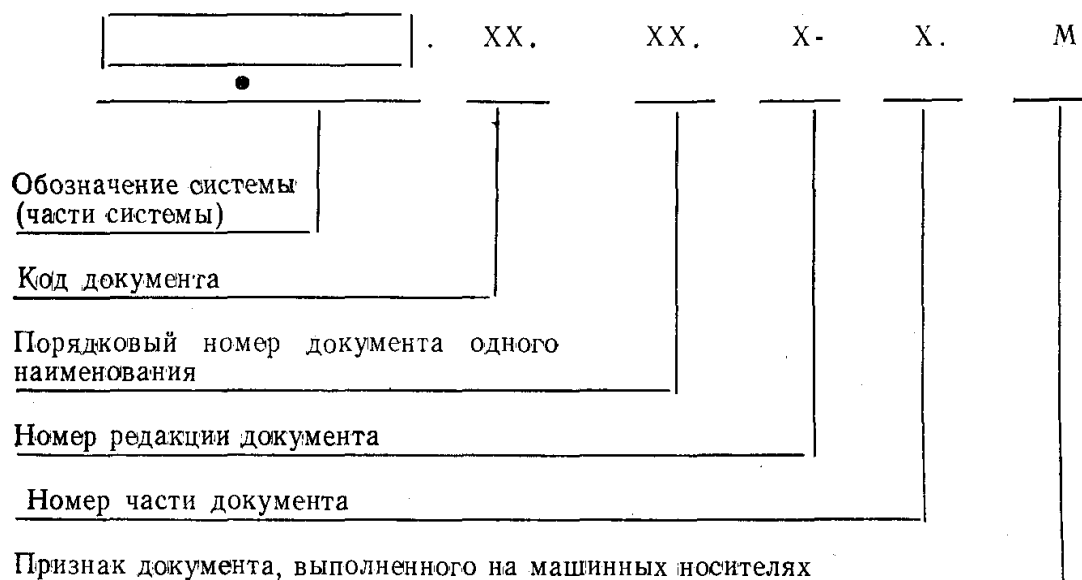 . XX. XX. X- X. М
Обозначение системы
(части системы)
Код документа
Порядковый номер документа одного
наименования
Номер редакции документа
Номер части документа
Признак документа, выполненного на машинных носителях